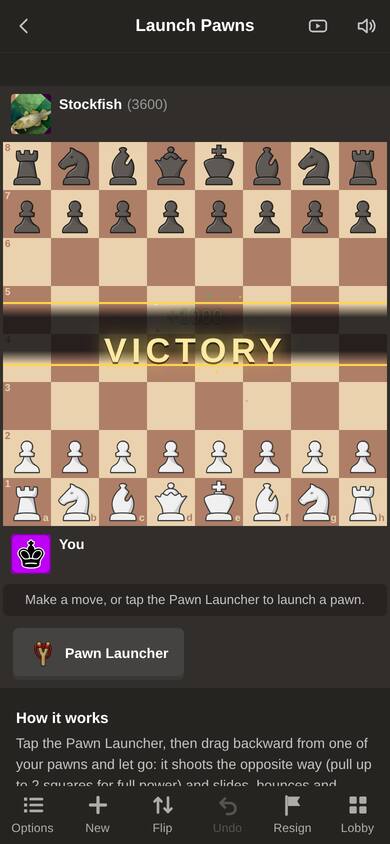 Launch Pawns
Stockfish (3600)
8
7
6
5
VICTORY
3
2
1
a b c d e f g h
You
Make a move, or tap the Pawn Launcher to launch a pawn.
Pawn Launcher
How it works
Tap the Pawn Launcher, then drag backward from one of
your pawns and let go: it shoots the opposite way (pull up
to 2 squares for full power) and slides, bounces and
Options New Flip Undo Resign Lobby